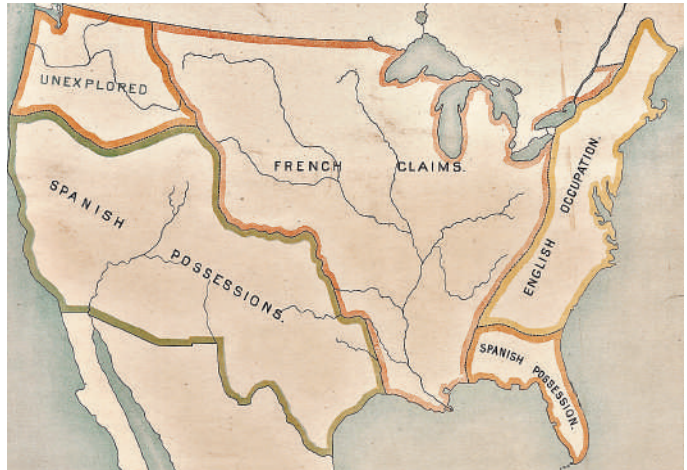 UNEXPLORED
FRENCH CLAIMS.
SPANISH POSSESSIONS.
ENGLISH OCCUPATION.
SPANISH POSSESSION.